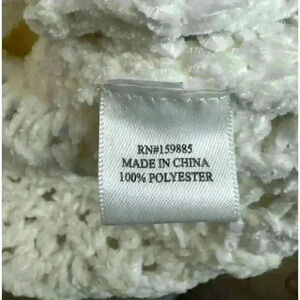 RN#159885
MADE IN CHINA
100% POLYESTER